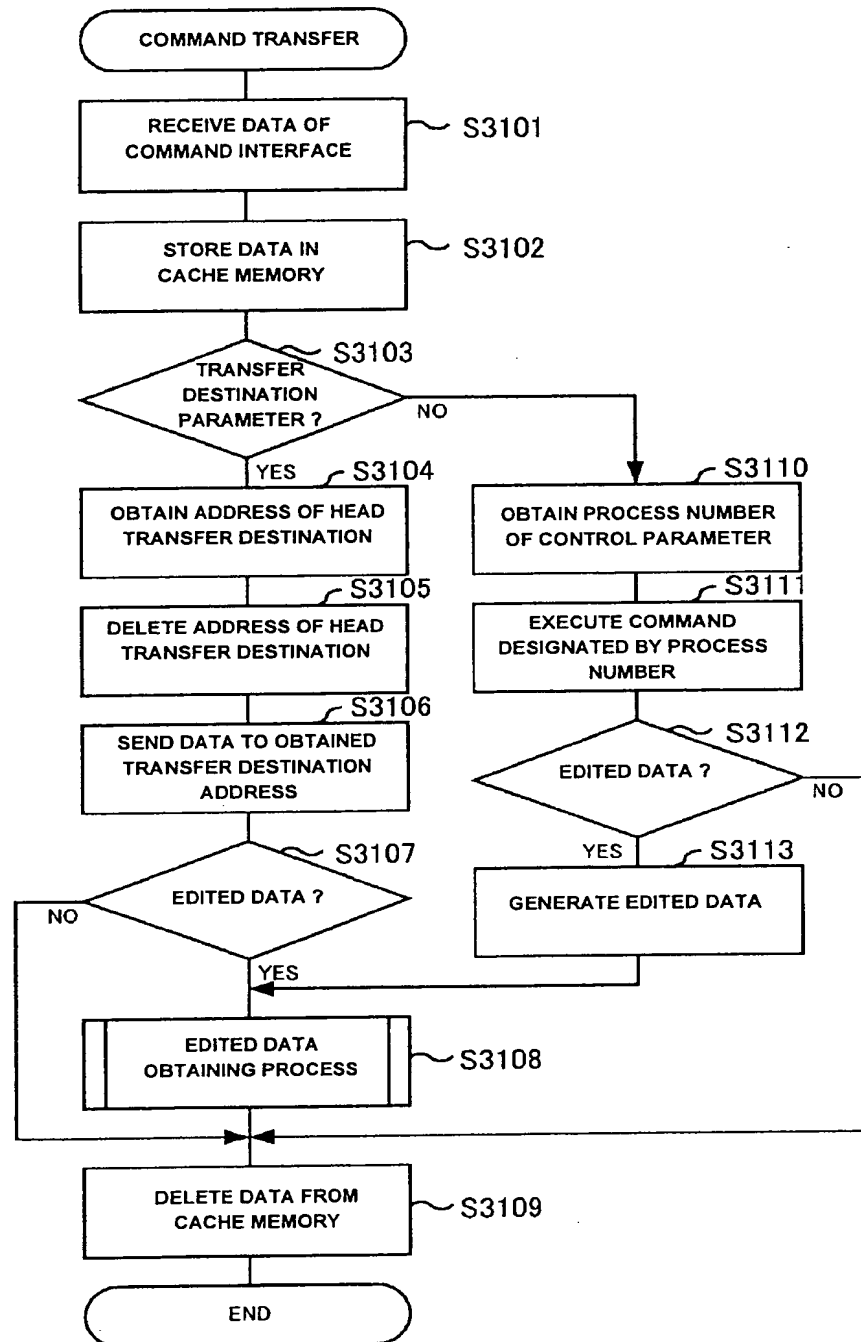 COMMAND TRANSFER
RECEIVE DATA OF
COMMAND INTERFACE
S3101
STORE DATA IN
CACHE MEMORY
S3102
S3103
TRANSFER
DESTINATION
PARAMETER ?
NO
YES
S3104
OBTAIN ADDRESS OF HEAD
TRANSFER DESTINATION
S3105
DELETE ADDRESS OF HEAD
TRANSFER DESTINATION
S3106
SEND DATA TO OBTAINED
TRANSFER DESTINATION
ADDRESS
S3107
EDITED DATA ?
NO
YES
S3110
OBTAIN PROCESS NUMBER
OF CONTROL PARAMETER
S3111
EXECUTE COMMAND
DESIGNATED BY PROCESS
NUMBER
S3112
EDITED DATA ?
NO
YES
S3113
GENERATE EDITED DATA
EDITED DATA
OBTAINING PROCESS
S3108
DELETE DATA FROM
CACHE MEMORY
S3109
END